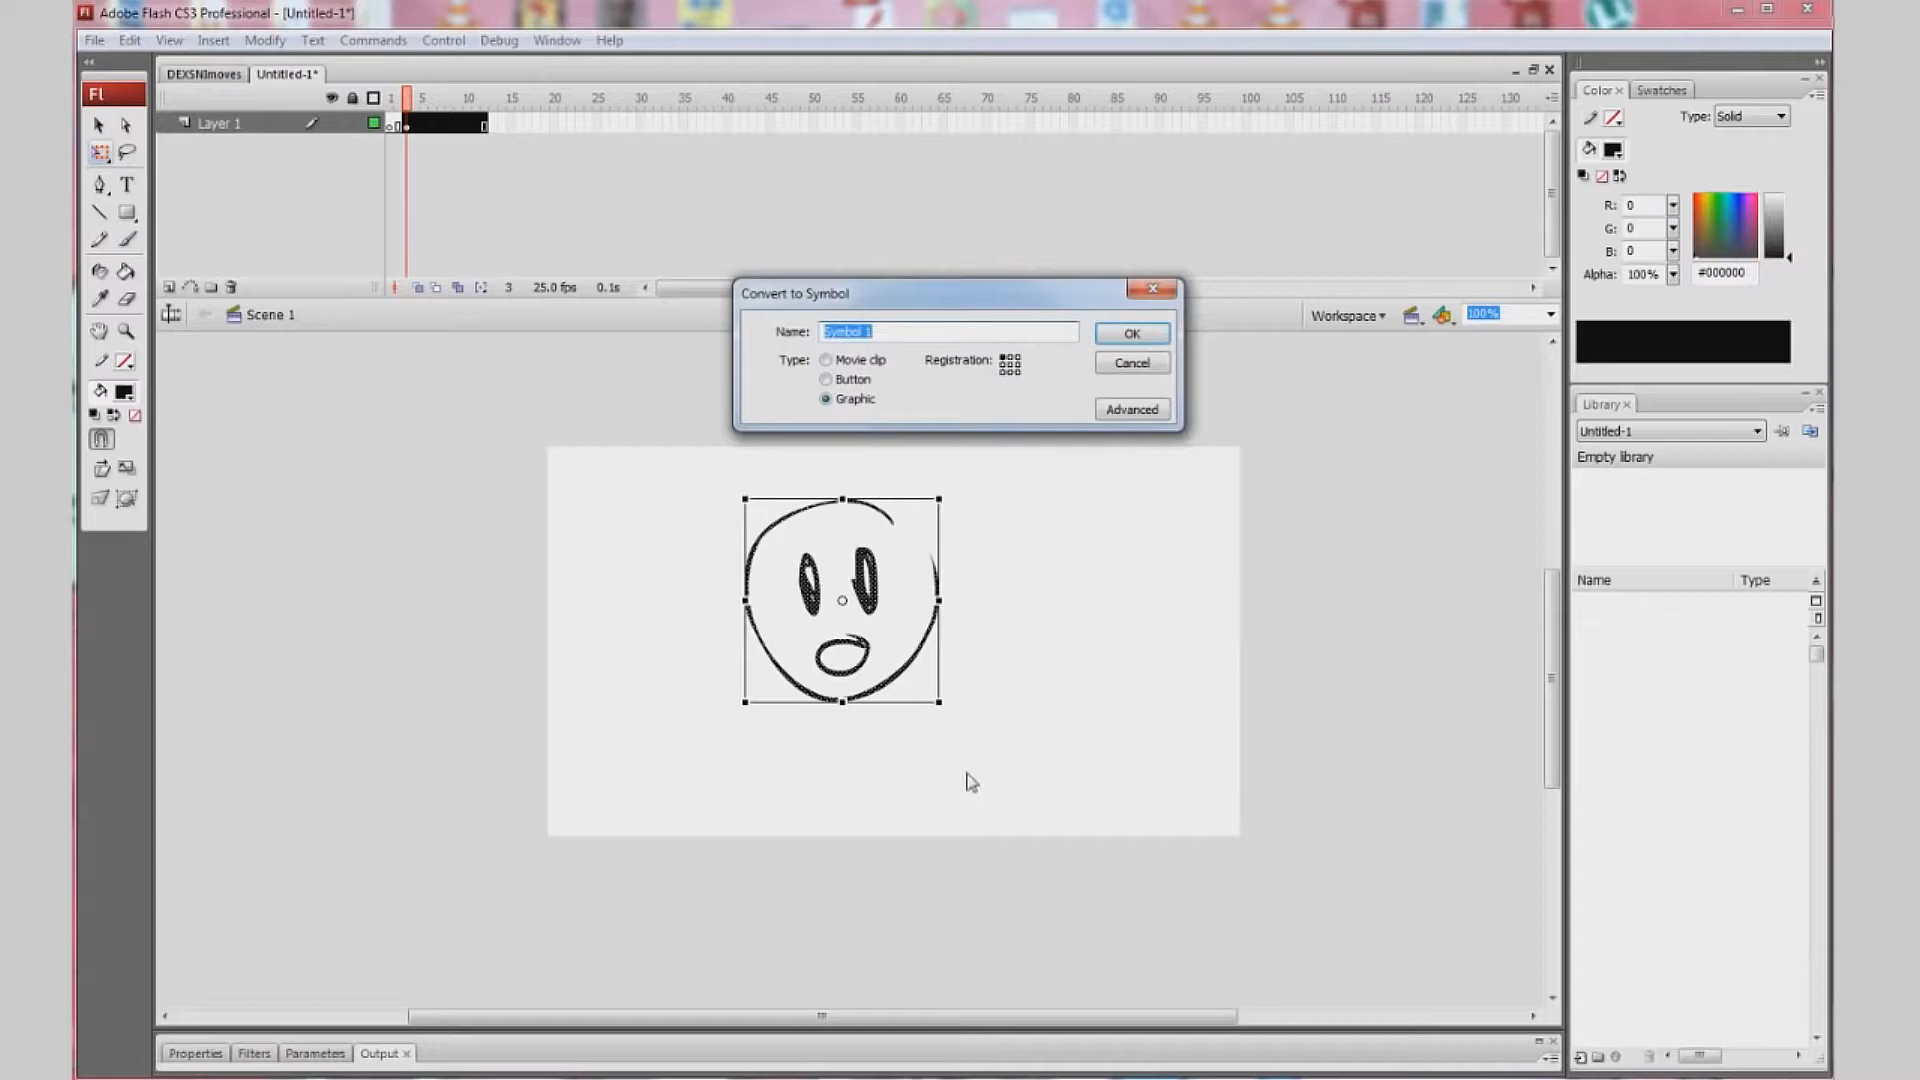 Adobe Flash CS3 Professional - [Untitled-1*]
File Edit View Insert Modify Text Commands Control Debug Window Help
DEXSNImoves Untitled-1*
Fl
1 5 10 15 20 25 30 35 40 45 50 55 60 65 70 75 80 85 90 95 100 105 110 115 120 125 130
Layer 1
3 25.0 fps 0.1s
Scene 1
Workspace 100%
Convert to Symbol
Name: Symbol 1 OK
Type: Movie clip Registration: Cancel
Button
Graphic
Advanced
Color Swatches
Type: Solid
R: 0
G: 0
B: 0
Alpha: 100% #000000
Library
Untitled-1
Empty library
Name Type
Properties Filters Parameters Output